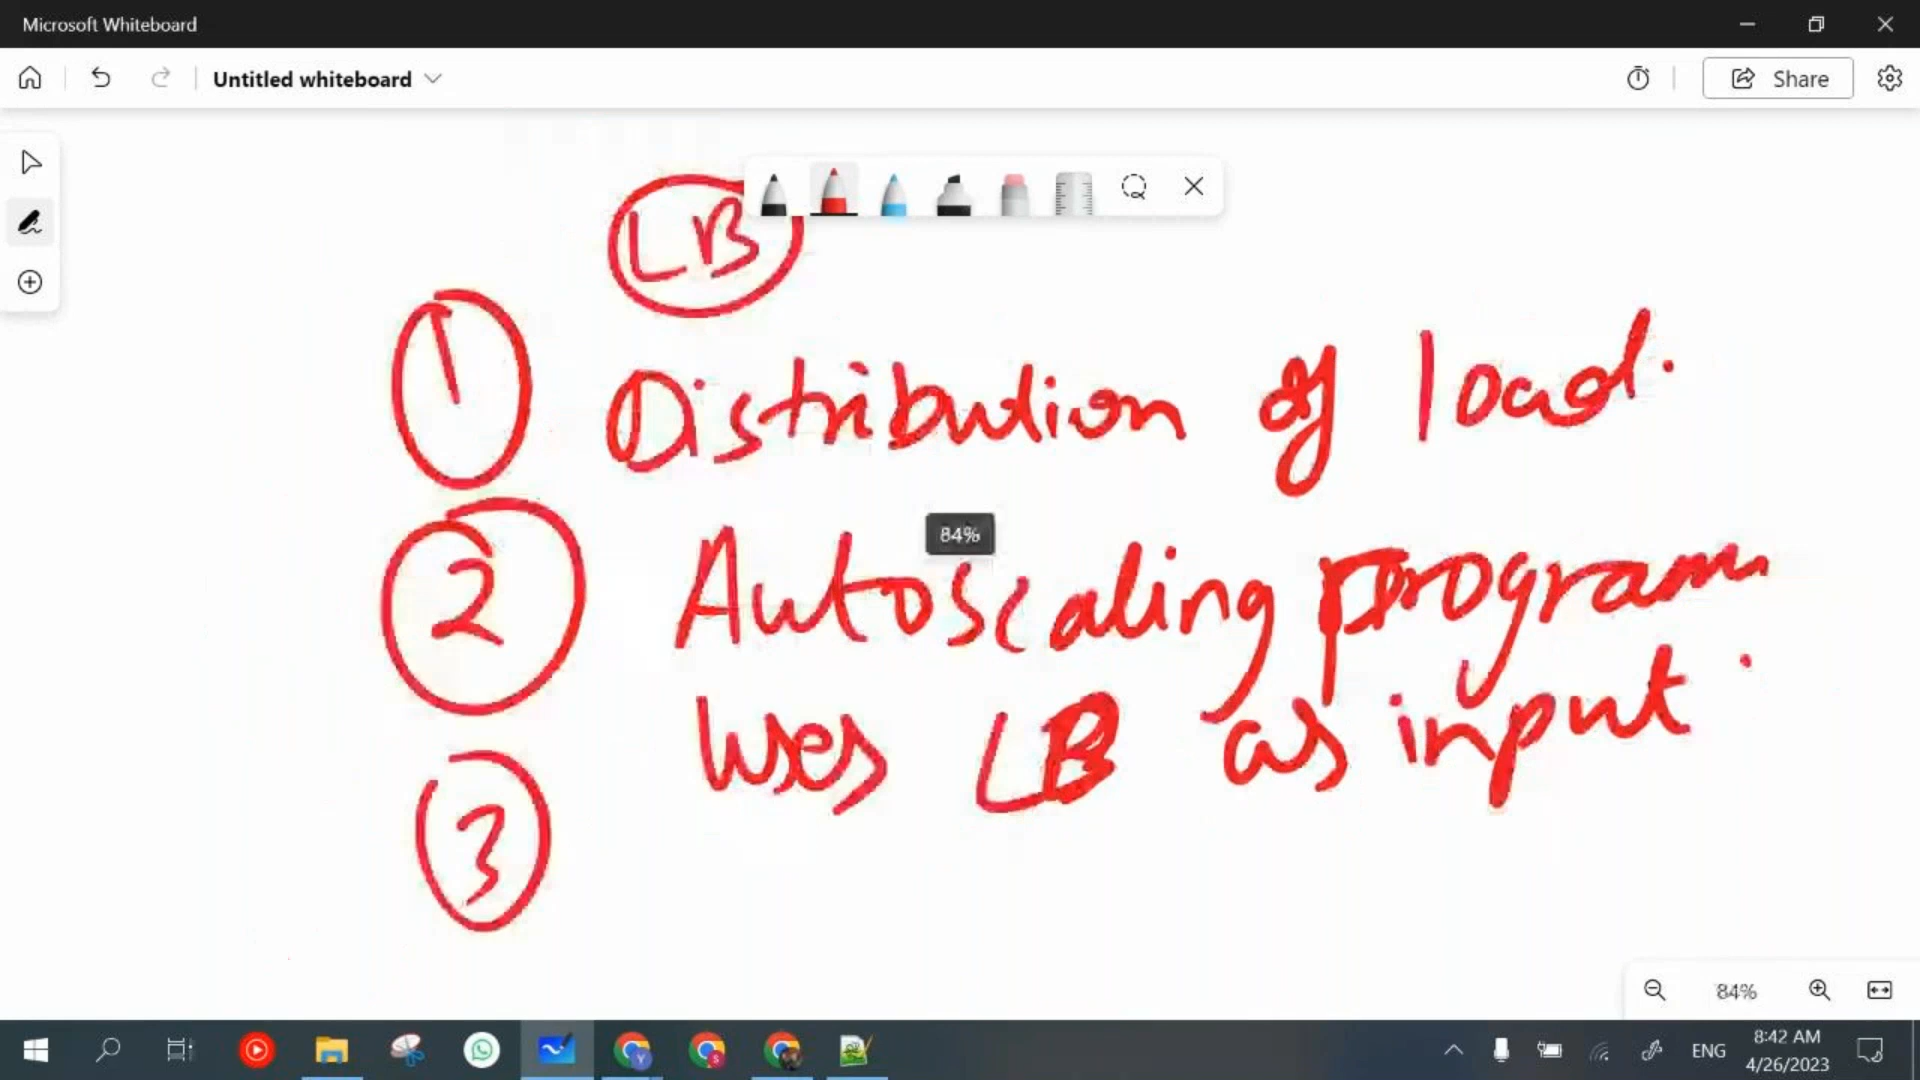 Microsoft Whiteboard
Untitled whiteboard
Share
LB
1 Distribution of load.
84%
2 Autoscaling program
uses LB as input
3
84%
ENG
8:42 AM
4/26/2023